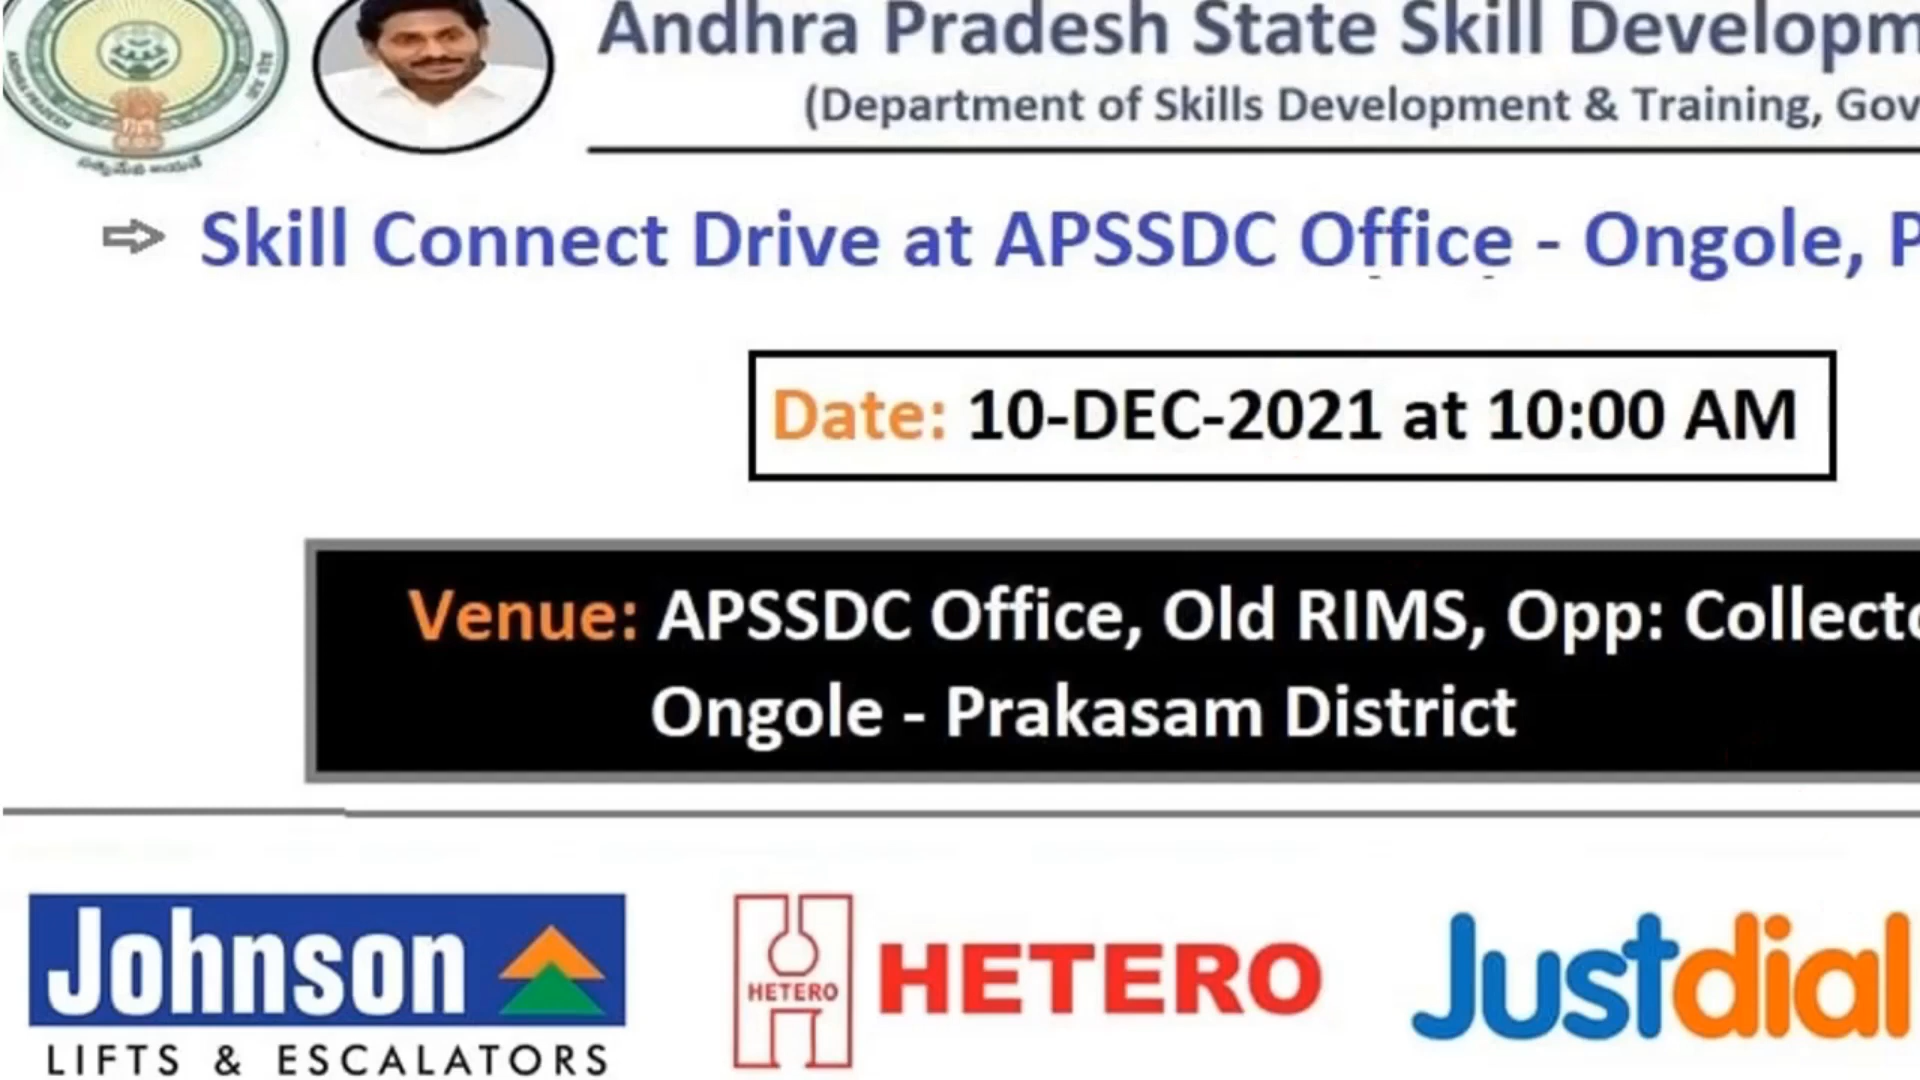 Andhra Pradesh State Skill Developm
(Department of Skills Development & Training, Gov
⇨ Skill Connect Drive at APSSDC Office - Ongole, P
Date: 10-DEC-2021 at 10:00 AM
Venue: APSSDC Office, Old RIMS, Opp: Collecto
Ongole - Prakasam District
Johnson
LIFTS & ESCALATORS
HETERO
HETERO
Justdial